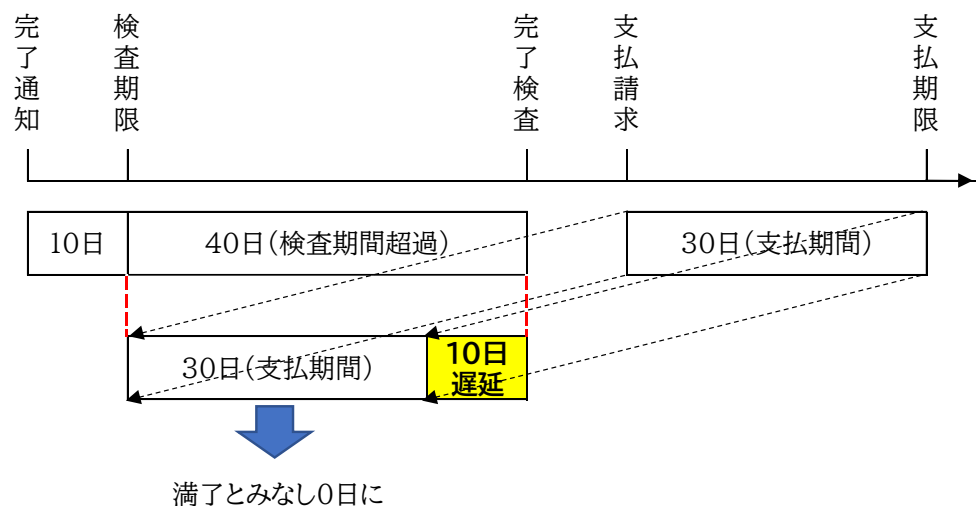 完了通知
検査期限
完了検査
支払請求
支払期限
10日
40日(検査期間超過)
30日(支払期間)
30日(支払期間)
10日
遅延
満了とみなし0日に